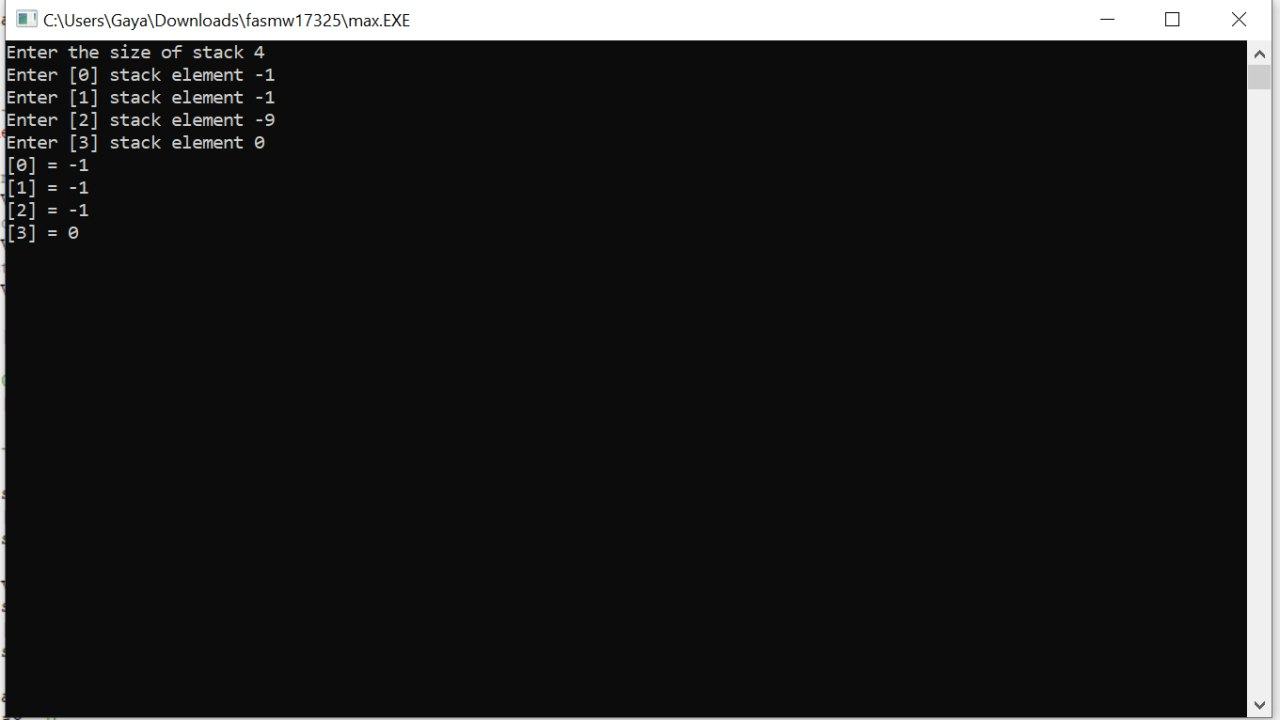 C:\Users\Gaya\Downloads\fasmw17325\max.EXE
Enter the size of stack 4
Enter [0] stack element -1
Enter [1] stack element -1
Enter [2] stack element -9
Enter [3] stack element 0
[0] = -1
[1] = -1
[2] = -1
[3] = 0